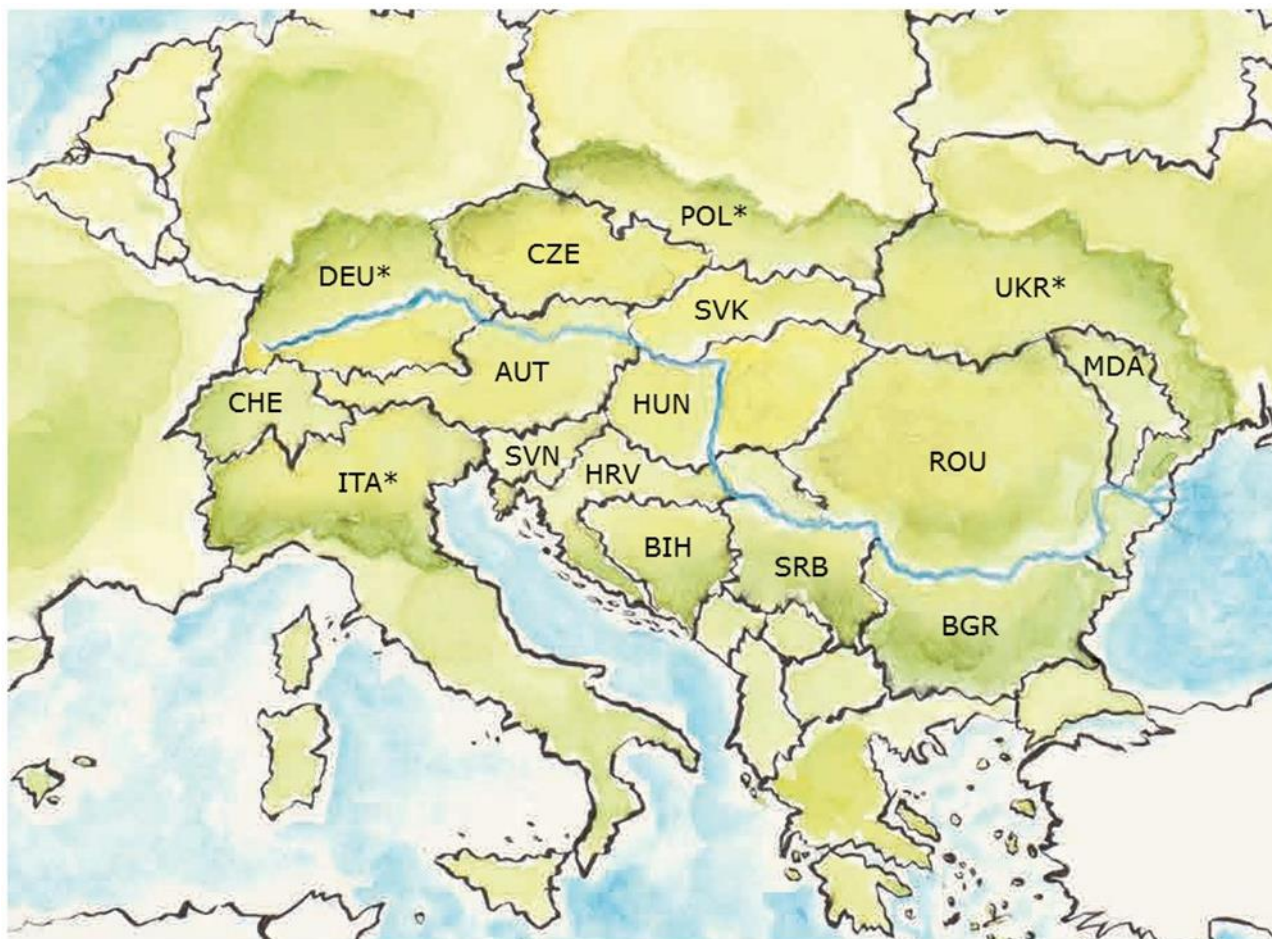 POL*
CZE
DEU*
UKR*
SVK
MDA
AUT
CHE
HUN
SVN
ROU
HRV
ITA*
BIH
SRB
BGR